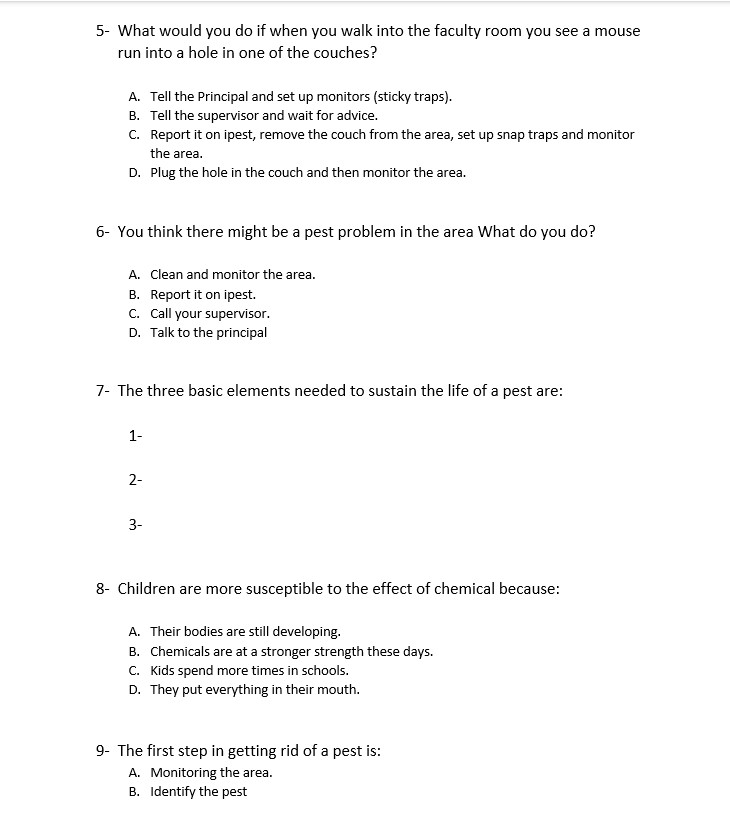 5- What would you do if when you walk into the faculty room you see a mouse
run into a hole in one of the couches?
A. Tell the Principal and set up monitors (sticky traps).
B. Tell the supervisor and wait for advice.
C. Report it on ipest, remove the couch from the area, set up snap traps and monitor
the area.
D. Plug the hole in the couch and then monitor the area.
6- You think there might be a pest problem in the area What do you do?
A. Clean and monitor the area.
B. Report it on ipest.
C. Call your supervisor.
D. Talk to the principal
7- The three basic elements needed to sustain the life of a pest are:
1-
2-
3-
8- Children are more susceptible to the effect of chemical because:
A. Their bodies are still developing.
B. Chemicals are at a stronger strength these days.
C. Kids spend more times in schools.
D. They put everything in their mouth.
9- The first step in getting rid of a pest is:
A. Monitoring the area.
B. Identify the pest